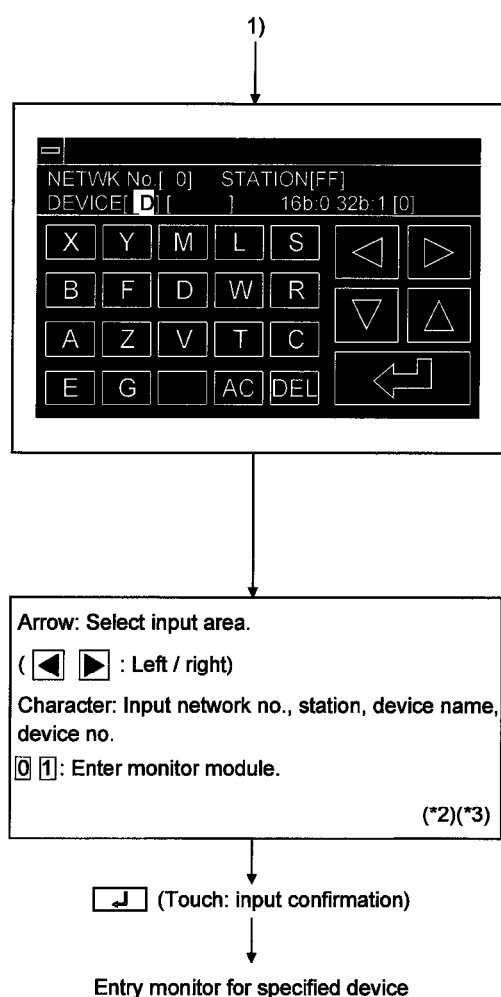 1)
NETWK No.[ 0] STATION[FF]
DEVICE[ D] [ ] 16b:0 32b:1 [0]
X Y M L S
B F D W R
A Z V T C
E G AC DEL
Arrow: Select input area.
( ◀ ▶ : Left / right)
Character: Input network no., station, device name,
device no.
0 1: Enter monitor module.
(*2)(*3)
↵ (Touch: input confirmation)
Entry monitor for specified device